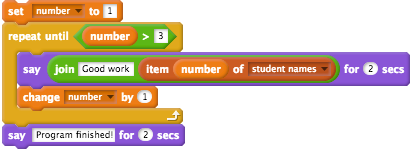 set number to 1
repeat until number > 3
say join Good work item number of student names for 2 secs
change number by 1
say Program finished! for 2 secs